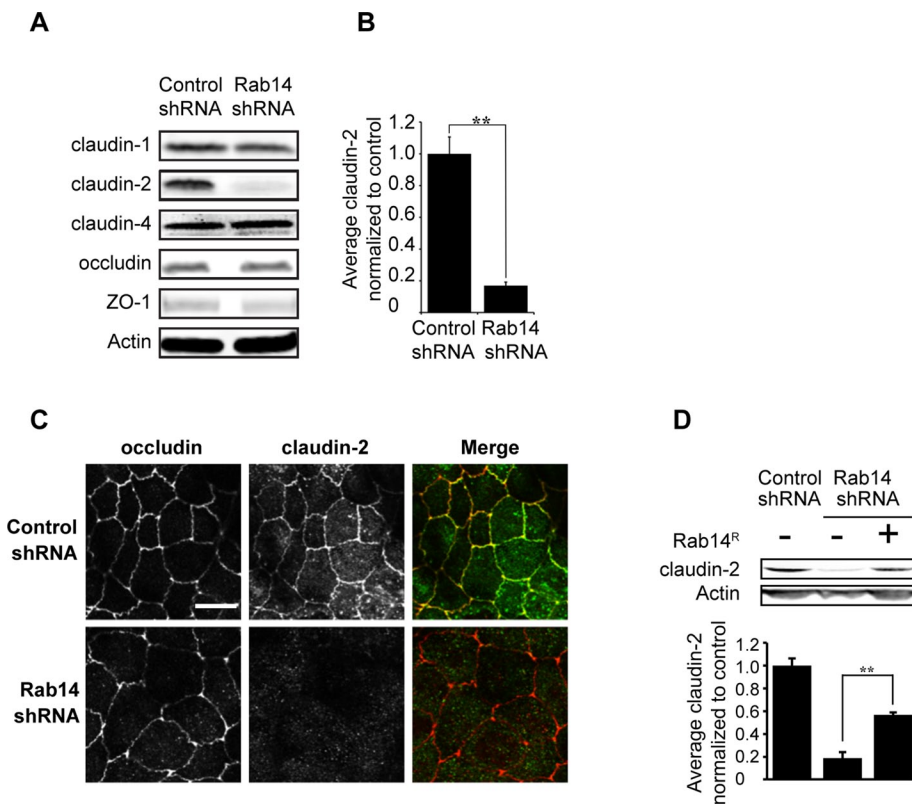 A
Control Rab14
shRNA shRNA
claudin-1
claudin-2
claudin-4
occludin
ZO-1
Actin
B
Average claudin-2
normalized to control
1.2
1.0
0.8
0.6
0.4
0.2
0
**
Control Rab14
shRNA shRNA
C
occludin claudin-2 Merge
Control
shRNA
Rab14
shRNA
D
Control Rab14
shRNA shRNA
Rab14ᴿ - - +
claudin-2
Actin
Average claudin-2
normalized to control
1.2
1.0
0.8
0.6
0.4
0.2
0
**